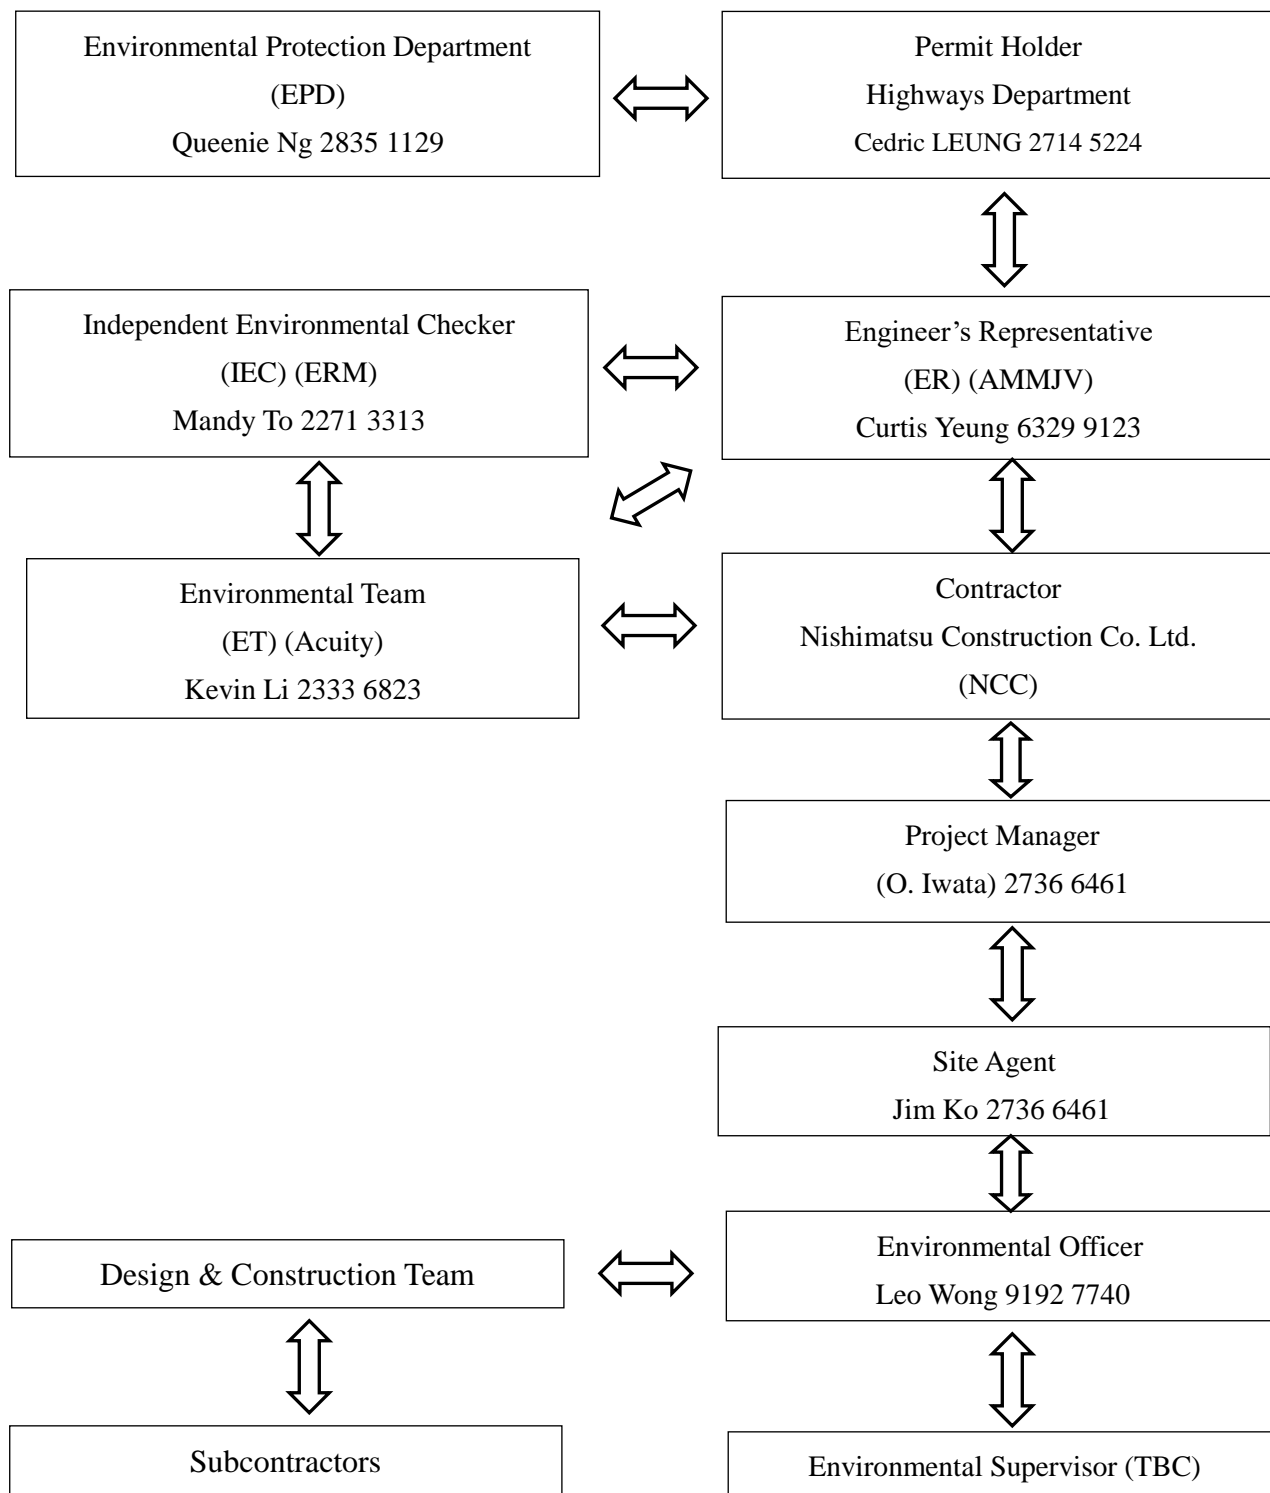 Environmental Protection Department
(EPD)
Queenie Ng 2835 1129
Permit Holder
Highways Department
Cedric LEUNG 2714 5224
Independent Environmental Checker
(IEC) (ERM)
Mandy To 2271 3313
Engineer’s Representative
(ER) (AMMJV)
Curtis Yeung 6329 9123
Environmental Team
(ET) (Acuity)
Kevin Li 2333 6823
Contractor
Nishimatsu Construction Co. Ltd.
(NCC)
Project Manager
(O. Iwata) 2736 6461
Site Agent
Jim Ko 2736 6461
Design & Construction Team
Environmental Officer
Leo Wong 9192 7740
Subcontractors
Environmental Supervisor (TBC)